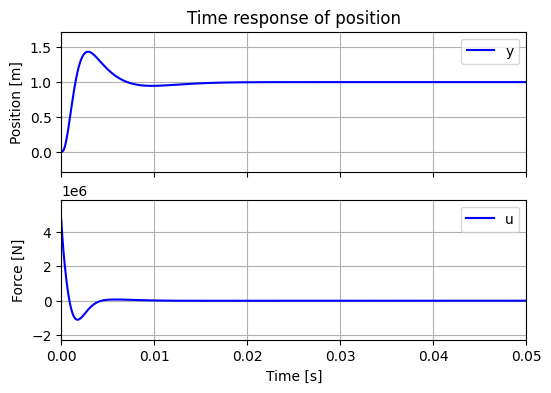 Time response of position
1.5
1.0
0.5
0.0
Position [m]
y
1e6
4
2
0
−2
Force [N]
u
0.00 0.01 0.02 0.03 0.04 0.05
Time [s]